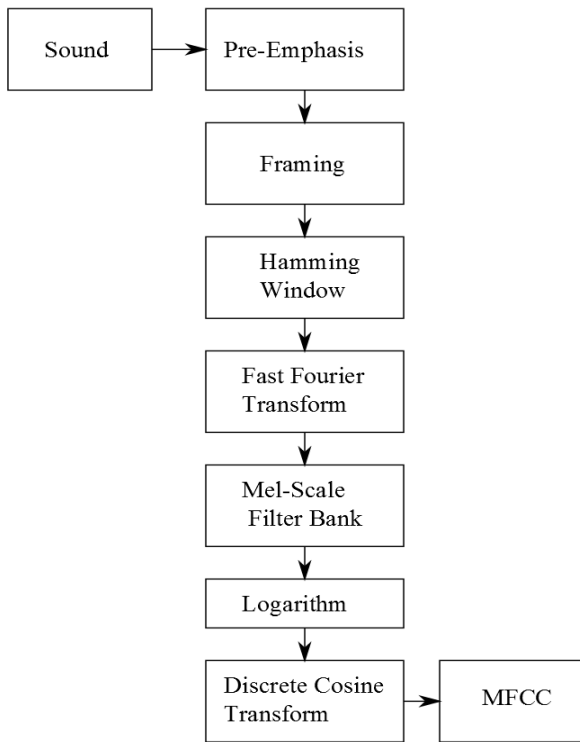 Sound
Pre-Emphasis
Framing
Hamming
Window
Fast Fourier
Transform
Mel-Scale
Filter Bank
Logarithm
Discrete Cosine
Transform
MFCC